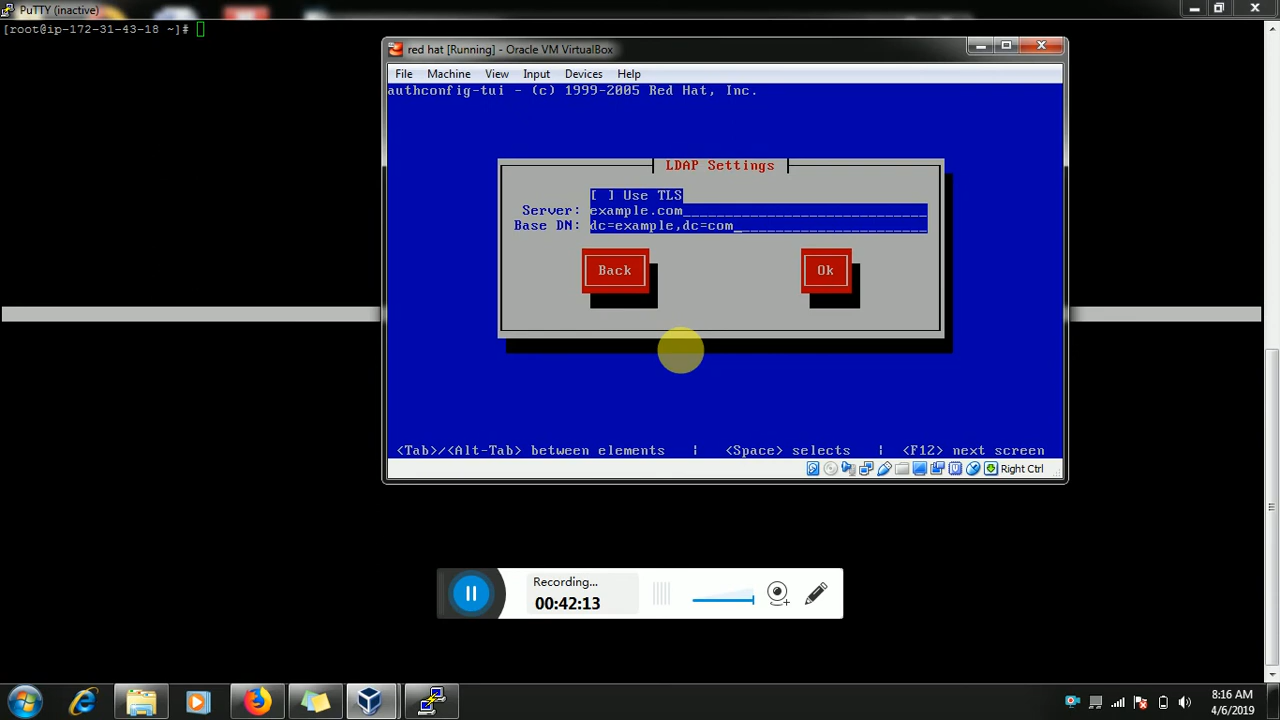 PuTTY (inactive)
[root@ip-172-31-43-18 ~]#
red hat [Running] - Oracle VM VirtualBox
File Machine View Input Devices Help
authconfig-tui - (c) 1999-2005 Red Hat, Inc.
LDAP Settings
[ ] Use TLS
Server: example.com
Base DN: dc=example,dc=com
Back Ok
<Tab>/<Alt-Tab> between elements | <Space> selects | <F12> next screen
Right Ctrl
Recording...
00:42:13
8:16 AM
4/6/2019